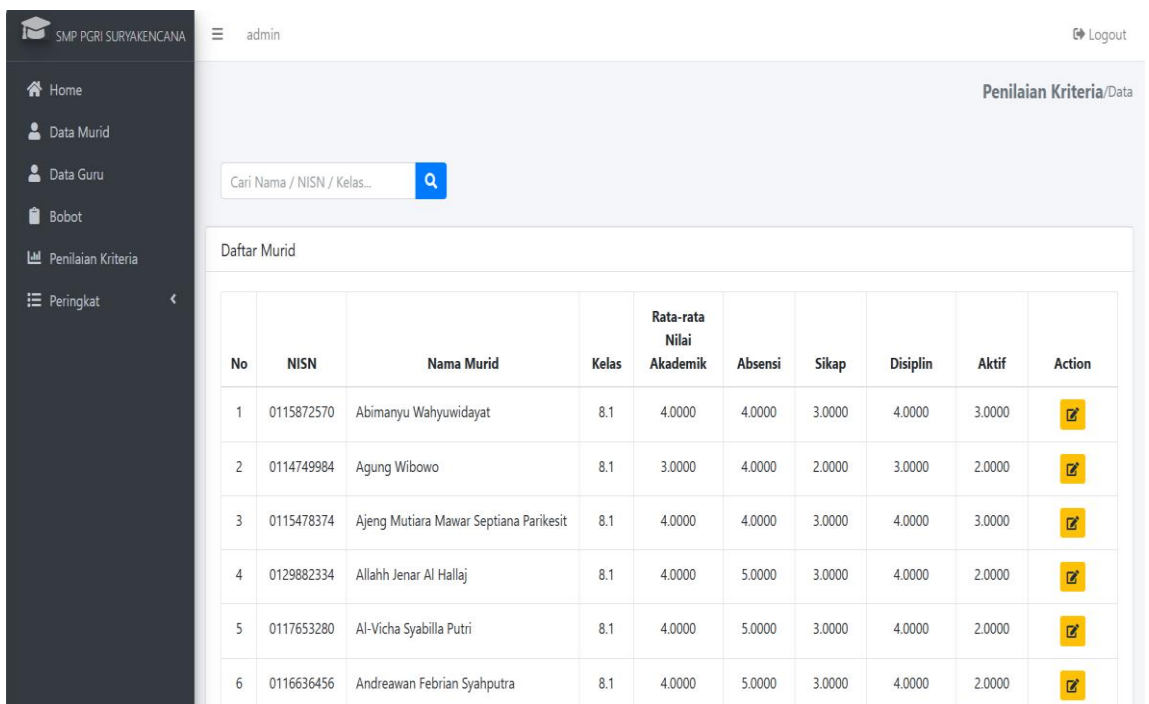 SMP PGRI SURYAKENCANA
admin
Logout
Home
Data Murid
Data Guru
Bobot
Penilaian Kriteria
Peringkat
Penilaian Kriteria/Data
Cari Nama / NISN / Kelas...
Daftar Murid
No NISN Nama Murid Kelas Rata-rata Nilai Akademik Absensi Sikap Disiplin Aktif Action
1 0115872570 Abimanyu Wahyuwidayat 8.1 4.0000 4.0000 3.0000 4.0000 3.0000
2 0114749984 Agung Wibowo 8.1 3.0000 4.0000 2.0000 3.0000 2.0000
3 0115478374 Ajeng Mutiara Mawar Septiana Parikesit 8.1 4.0000 4.0000 3.0000 4.0000 3.0000
4 0129882334 Allahh Jenar Al Hallaj 8.1 4.0000 5.0000 3.0000 4.0000 2.0000
5 0117653280 Al-Vicha Syabilla Putri 8.1 4.0000 5.0000 3.0000 4.0000 2.0000
6 0116636456 Andreawan Febrian Syahputra 8.1 4.0000 5.0000 3.0000 4.0000 2.0000